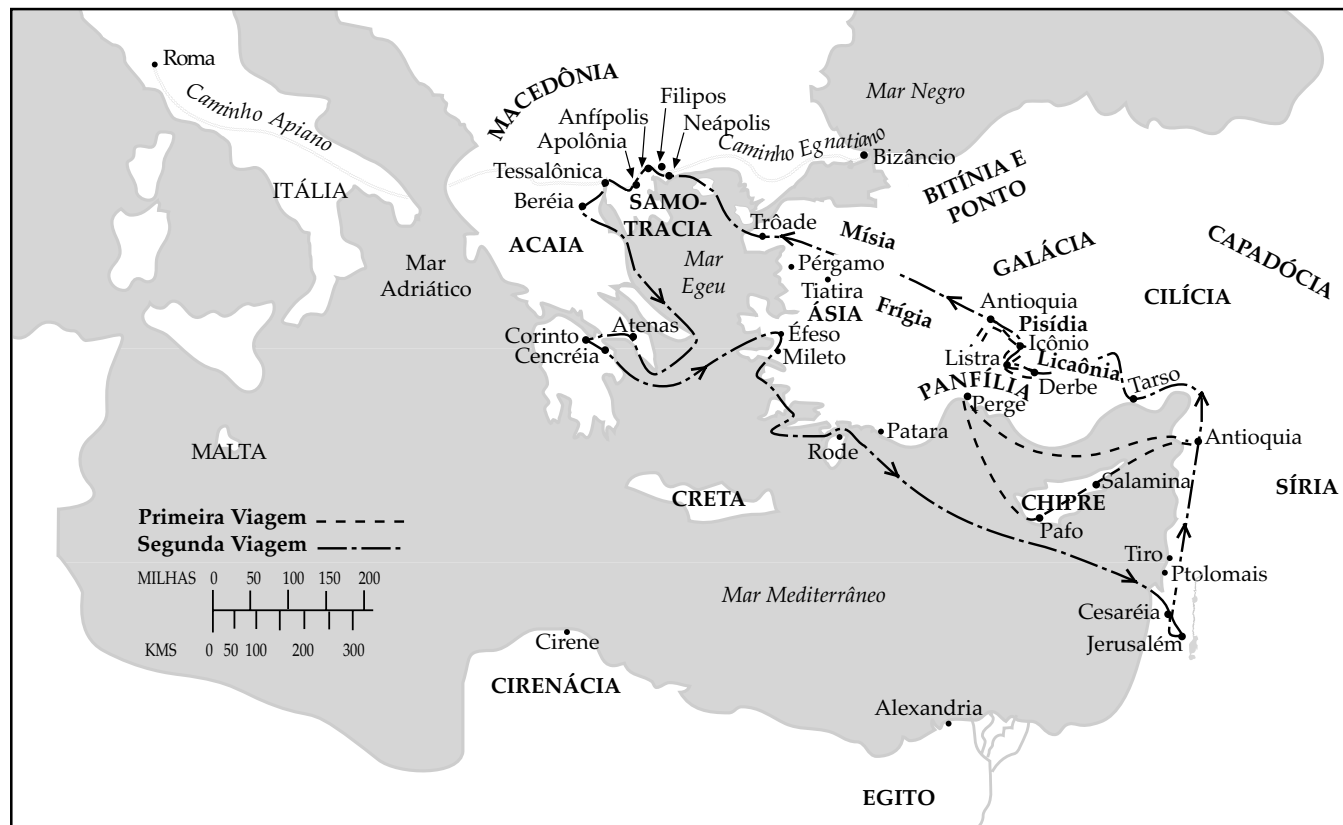 Roma
Caminho Apiano
ITÁLIA
MACEDÔNIA
Filipos
Anfípolis
Neápolis
Apolônia
Caminho Egnatiano
Mar Negro
Bizâncio
Tessalônica
Beréia
SAMO-
TRACIA
BITÍNIA E
PONTO
ACAIA
Mar
Adriático
Mar
Egeu
Trôade
Mísia
Pérgamo
Tiatira
ÁSIA
Frígia
GALÁCIA
CAPADÓCIA
CILÍCIA
Antioquia
Pisídia
Icônio
Listra
Licaônia
Derbe
Tarso
PANFÍLIA
Perge
Corinto
Cencréia
Atenas
Éfeso
Mileto
Patara
Rode
Antioquia
MALTA
CRETA
Salamina
CHIPRE
Pafo
SÍRIA
Primeira Viagem
Segunda Viagem
MILHAS 0 50 100 150 200
KMS 0 50 100 200 300
Tiro
Ptolomais
Mar Mediterrâneo
Cesaréia
Jerusalém
Cirene
CIRENÁCIA
Alexandria
EGITO